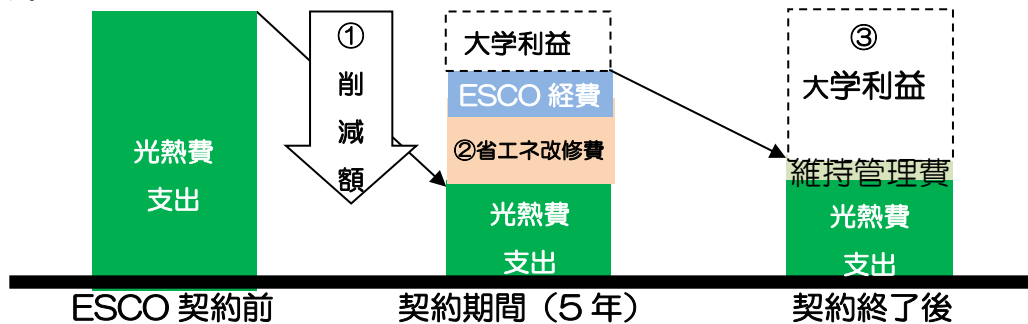 光熱費
支出
①
削
減
額
大学利益
ESCO 経費
②省エネ改修費
光熱費
支出
③
大学利益
維持管理費
光熱費
支出
ESCO 契約前
契約期間（5 年）
契約終了後